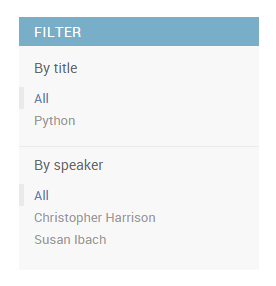 FILTER
By title
All
Python
By speaker
All
Christopher Harrison
Susan Ibach